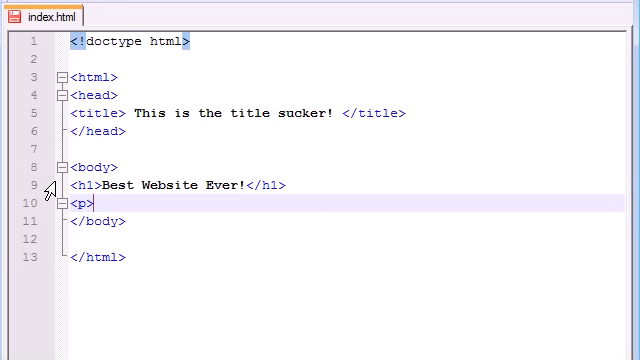 index.html
1 <!doctype html>
2
3 <html>
4 <head>
5 <title> This is the title sucker! </title>
6 </head>
7
8 <body>
9 <h1>Best Website Ever!</h1>
10 <p>
11 </body>
12
13 </html>